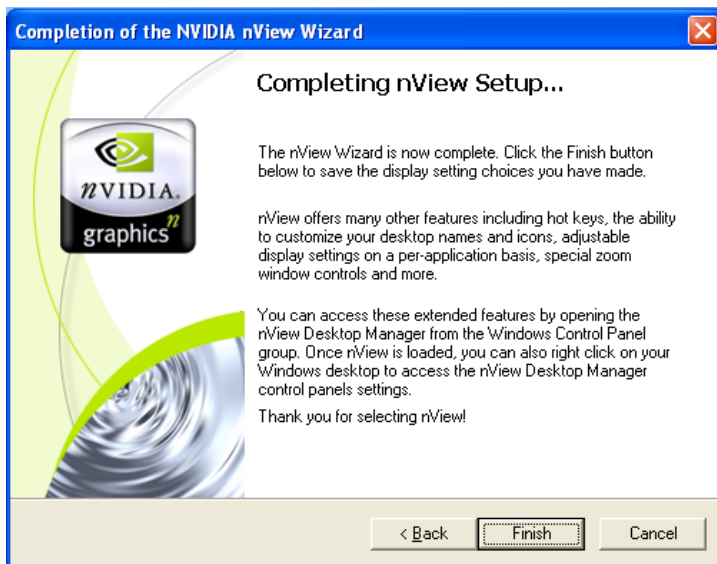 Completion of the NVIDIA nView Wizard
Completing nView Setup...
nVIDIA.
graphics n
The nView Wizard is now complete. Click the Finish button
below to save the display setting choices you have made.
nView offers many other features including hot keys, the ability
to customize your desktop names and icons, adjustable
display settings on a per-application basis, special zoom
window controls and more.
You can access these extended features by opening the
nView Desktop Manager from the Windows Control Panel
group. Once nView is loaded, you can also right click on your
Windows desktop to access the nView Desktop Manager
control panels settings.
Thank you for selecting nView!
< Back
Finish
Cancel